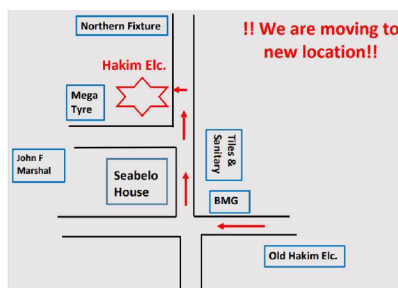 Northern Fixture
!! We are moving to
new location!!
Hakim Elc.
Mega
Tyre
Tiles &
Sanitary
John F
Marshal
Seabelo
House
BMG
Old Hakim Elc.